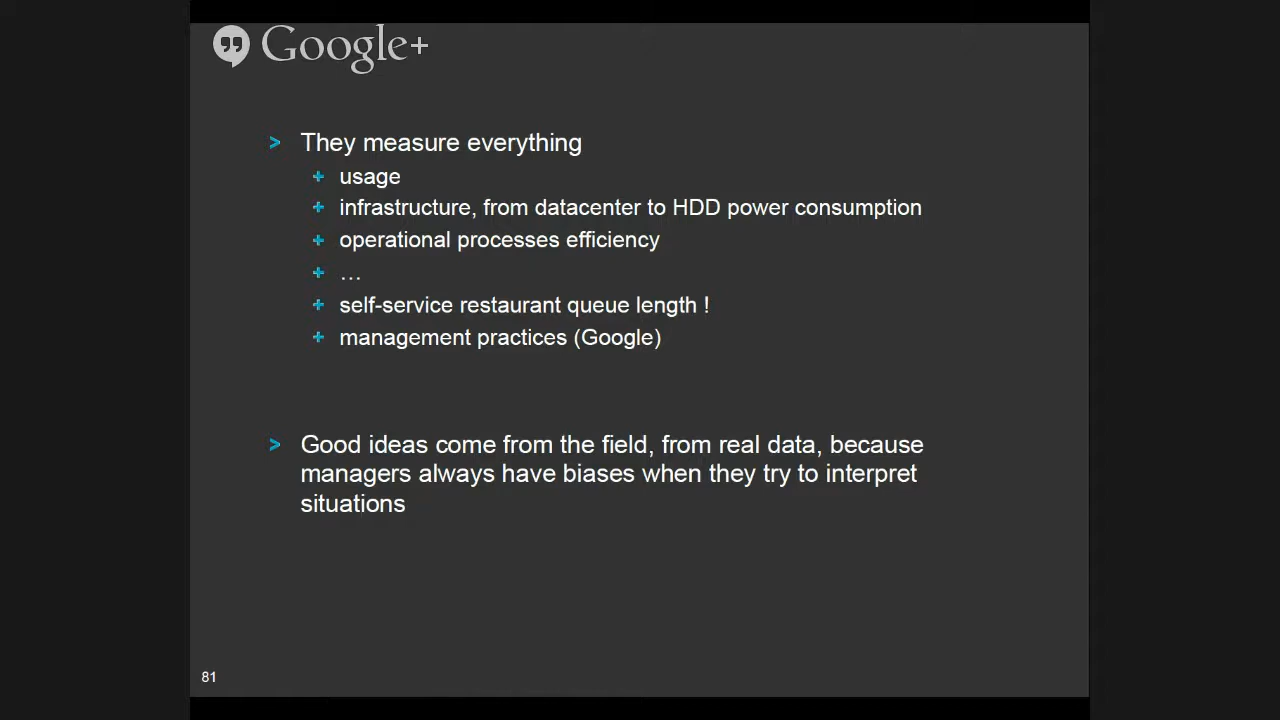 Google+
> They measure everything
+ usage
+ infrastructure, from datacenter to HDD power consumption
+ operational processes efficiency
+ …
+ self-service restaurant queue length !
+ management practices (Google)
> Good ideas come from the field, from real data, because
managers always have biases when they try to interpret
situations
81